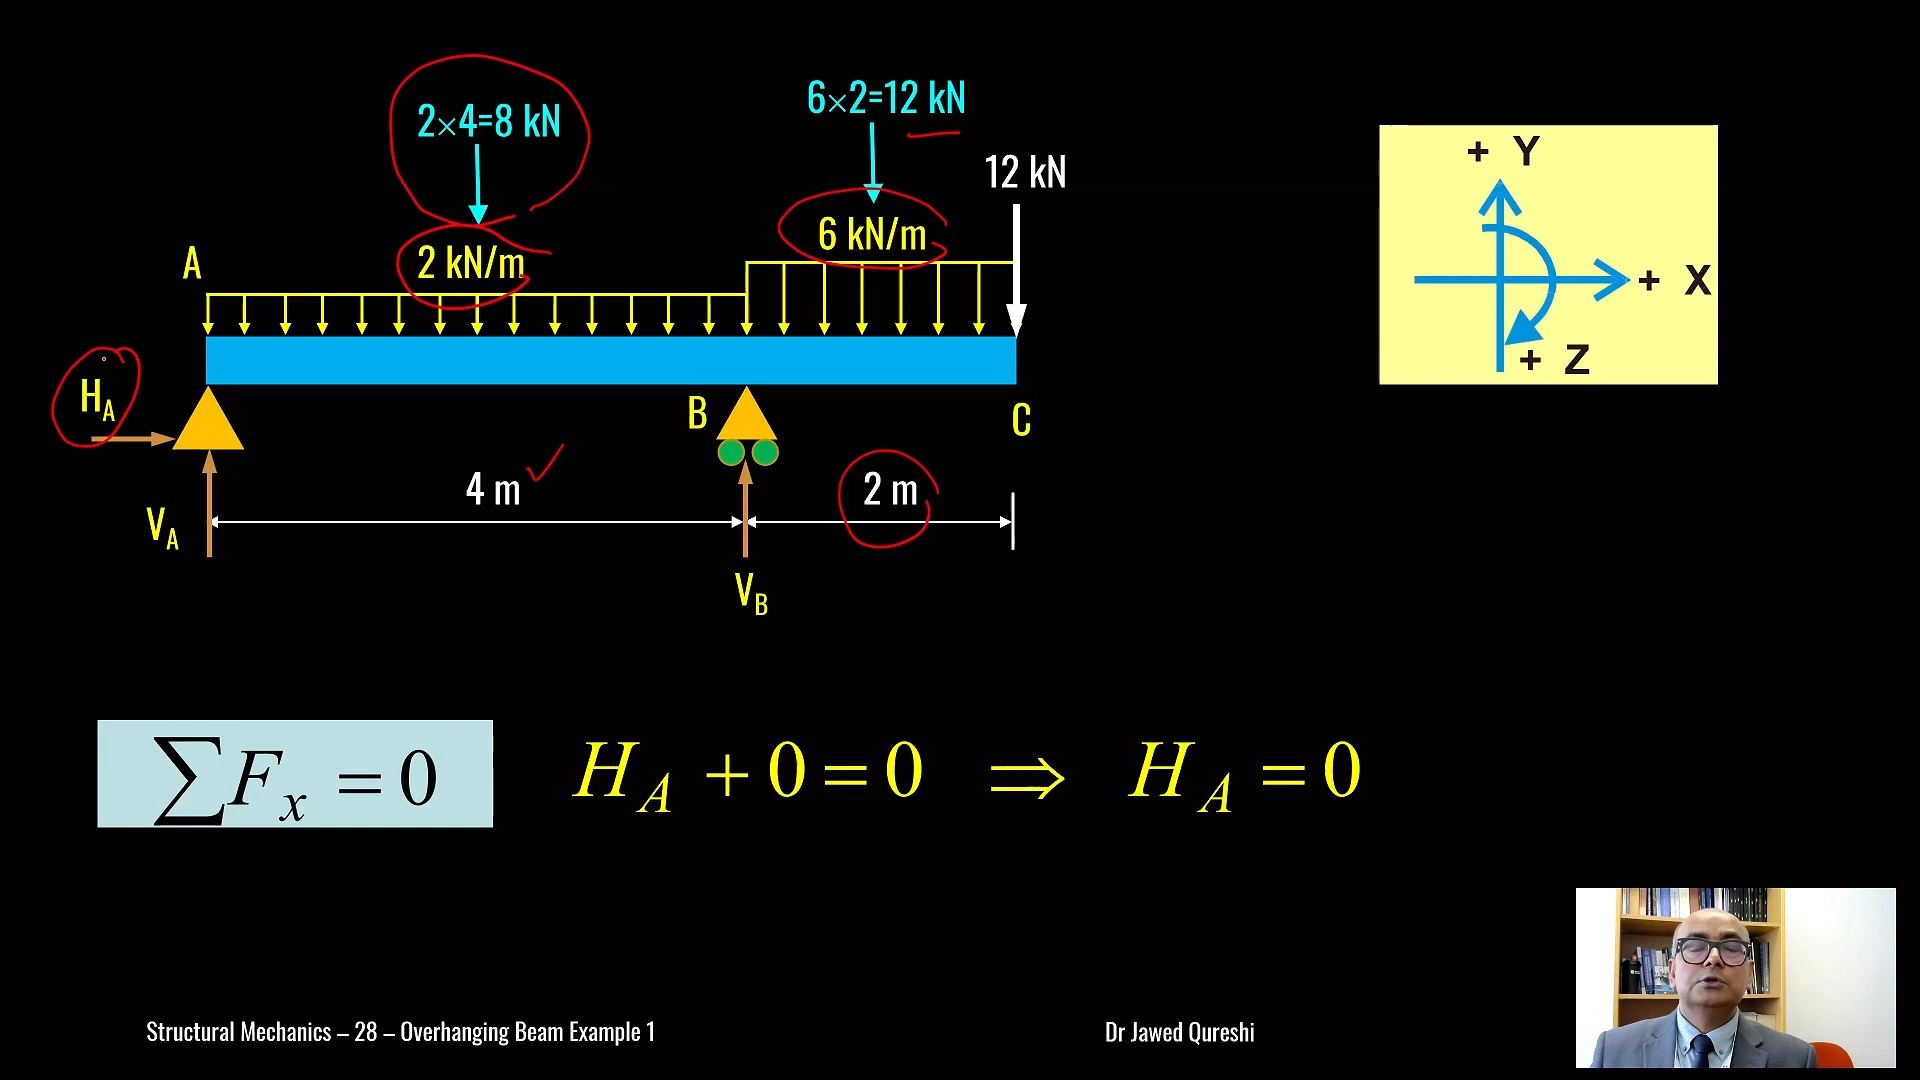 2×4=8 kN
6×2=12 kN
12 kN
2 kN/m
6 kN/m
A
H_A
B
C
4 m
2 m
V_A
V_B
+ Y
+ X
+ Z
∑F_x = 0
H_A + 0 = 0 ⇒ H_A = 0
Structural Mechanics – 28 – Overhanging Beam Example 1
Dr Jawed Qureshi